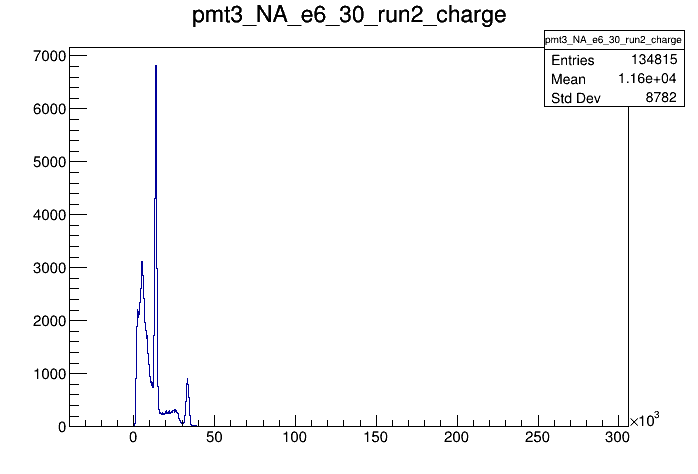 pmt3_NA_e6_30_run2_charge
pmt3_NA_e6_30_run2_charge
Entries 134815
Mean 1.16e+04
Std Dev 8782
7000
6000
5000
4000
3000
2000
1000
0
0 50 100 150 200 250 300
×10³